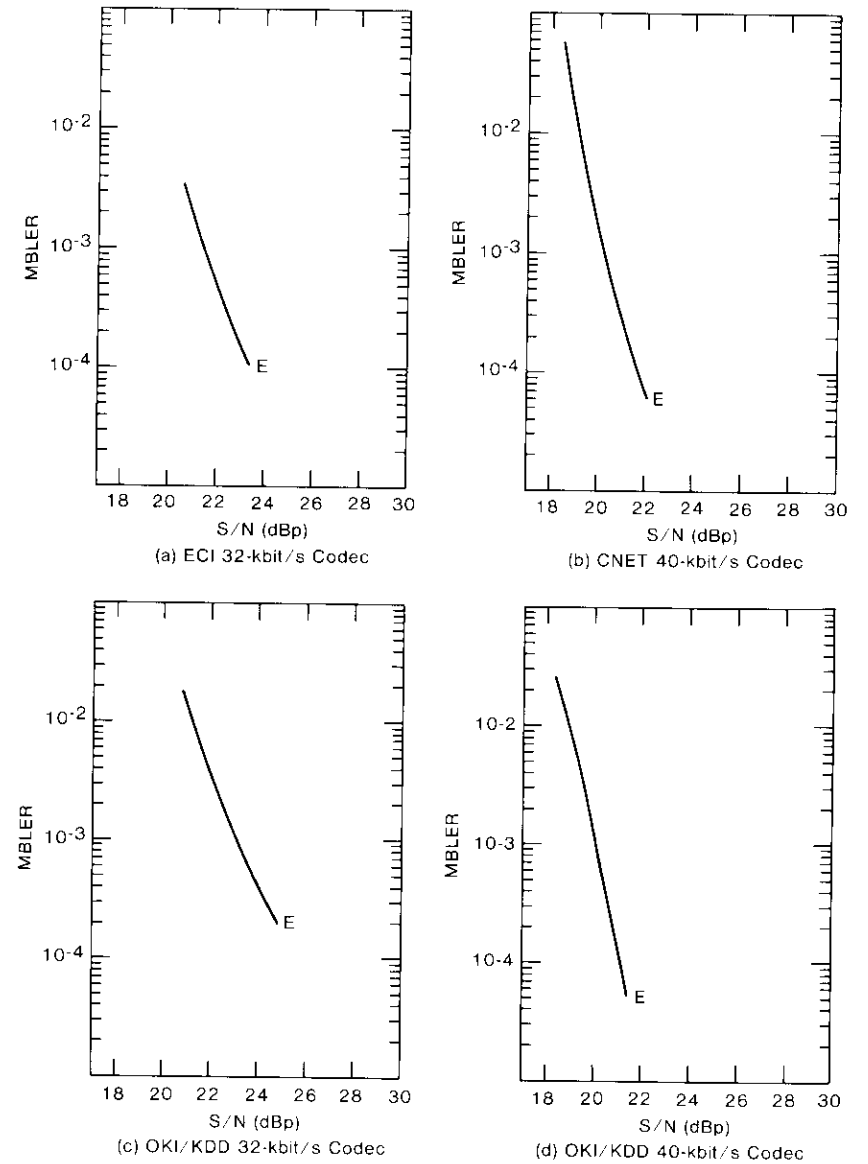 10-2
10-3
10-4
MBLER
E
18 20 22 24 26 28 30
S/N (dBp)
(a) ECI 32-kbit/s Codec
10-2
10-3
10-4
MBLER
E
18 20 22 24 26 28 30
S/N (dBp)
(b) CNET 40-kbit/s Codec
10-2
10-3
10-4
MBLER
E
18 20 22 24 26 28 30
S/N (dBp)
(c) OKI/KDD 32-kbit/s Codec
10-2
10-3
10-4
MBLER
E
18 20 22 24 26 28 30
S/N (dBp)
(d) OKI/KDD 40-kbit/s Codec